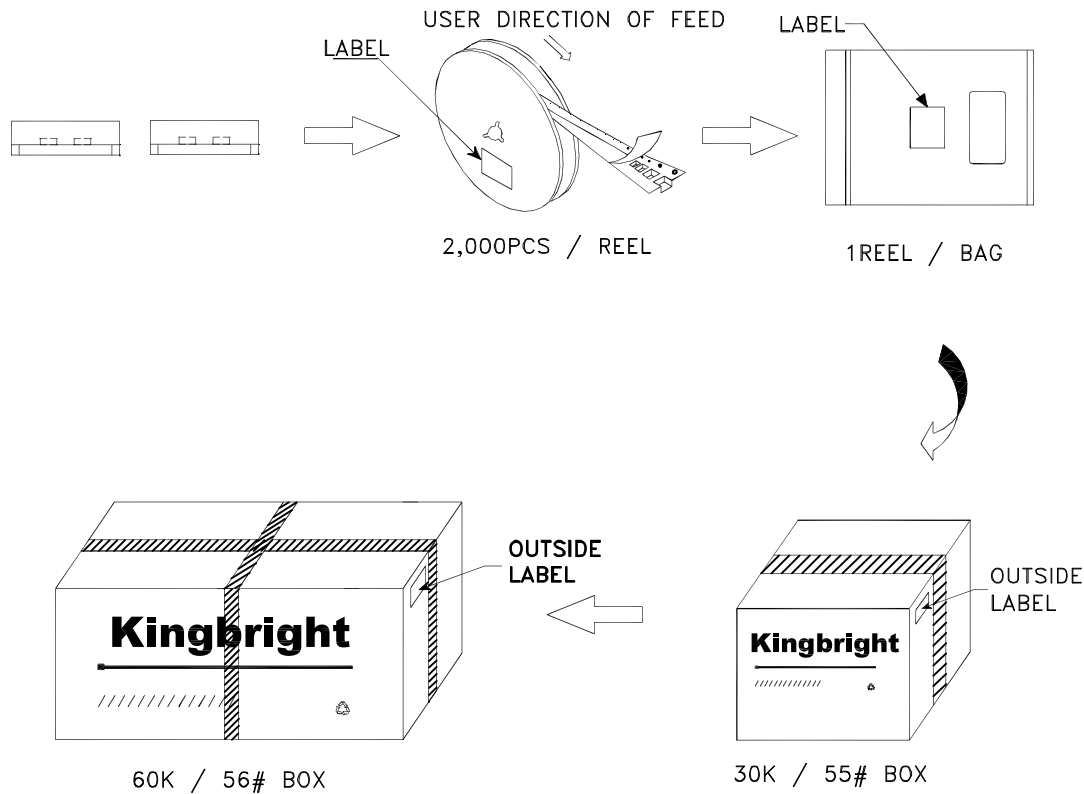 USER DIRECTION OF FEED
LABEL
LABEL
2,000PCS / REEL
1REEL / BAG
OUTSIDE
LABEL
OUTSIDE
LABEL
Kingbright
Kingbright
60K / 56# BOX
30K / 55# BOX